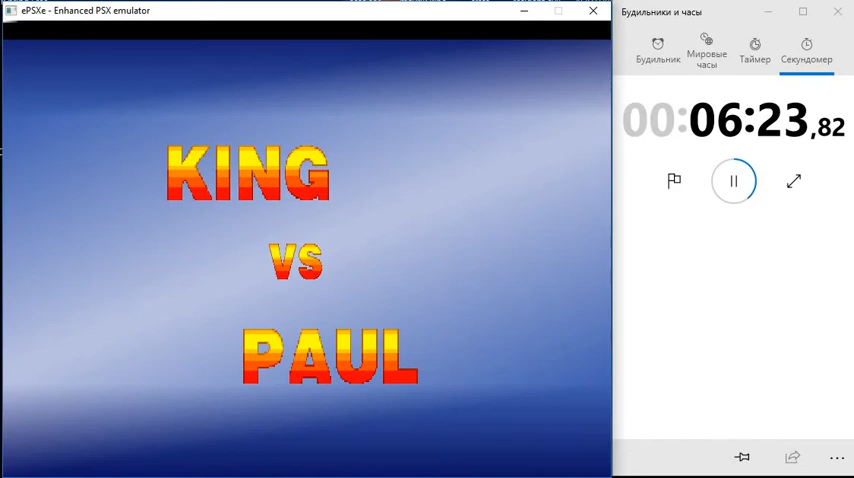 ePSXe - Enhanced PSX emulator
KING
VS
PAUL
Будильники и часы
Будильник
Мировые
часы
Таймер
Секундомер
00:06:23,82